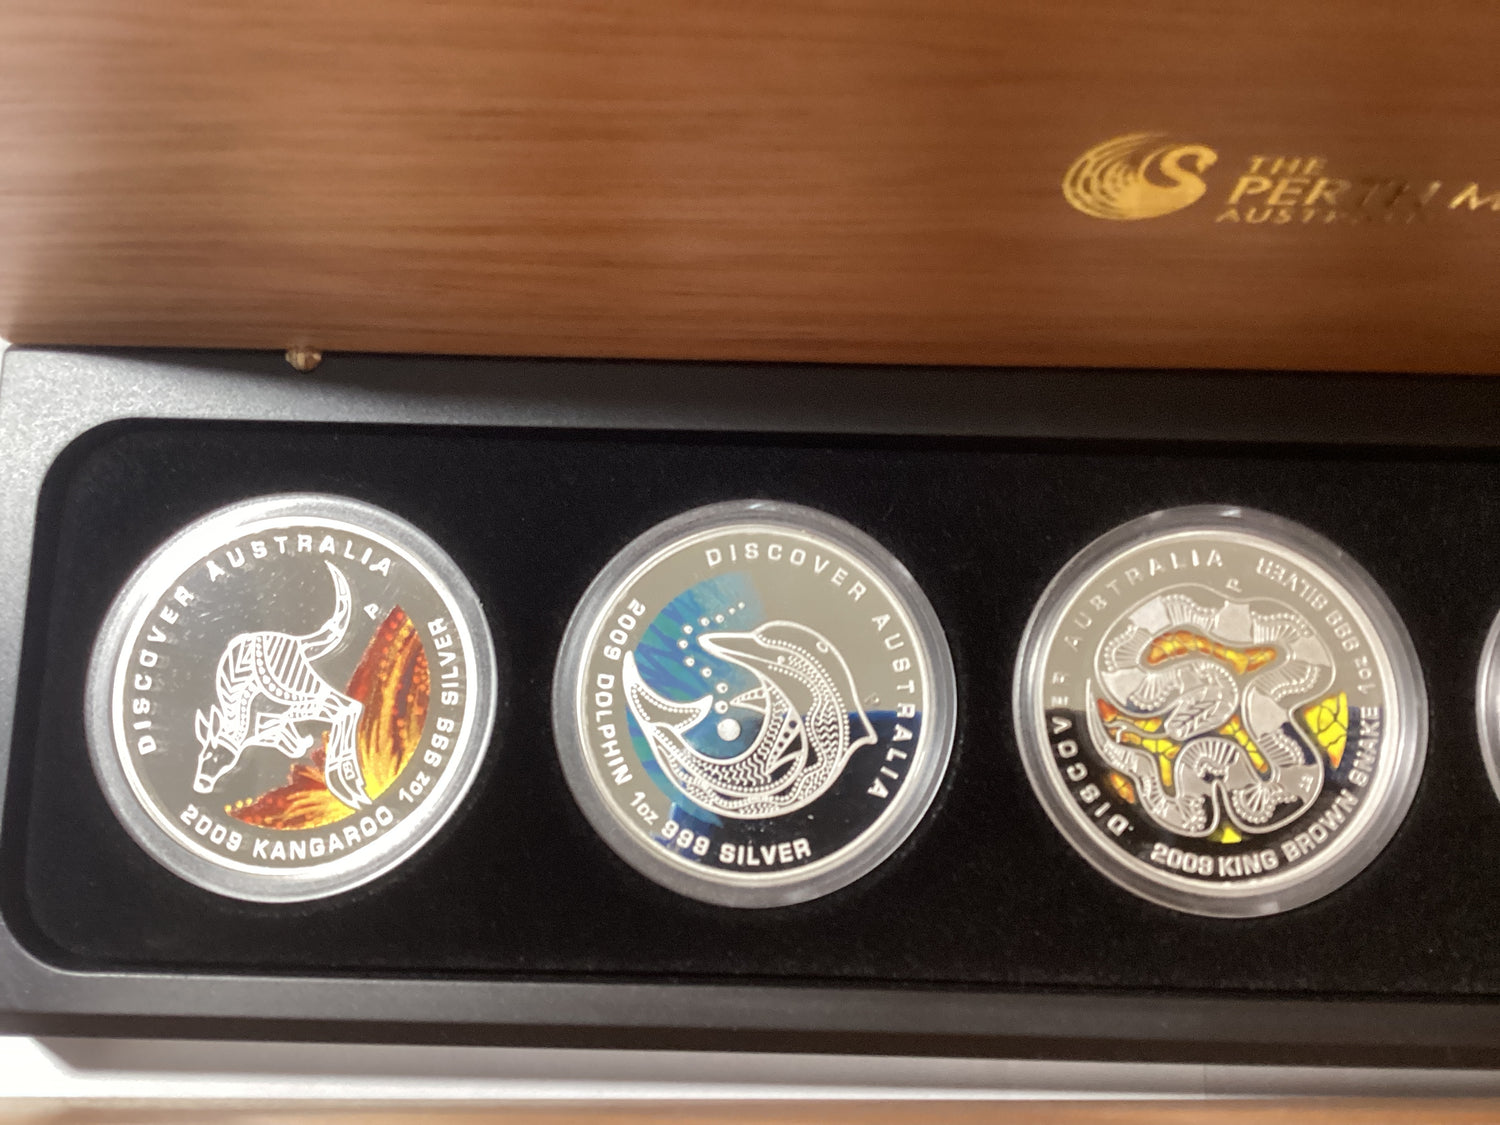 THE
PERTH M
AUSTRALIA
DISCOVER AUSTRALIA
P
2009 KANGAROO 1oz 999 SILVER
DISCOVER AUSTRALIA
2009 DOLPHIN 1oz 999 SILVER
DISCOVER AUSTRALIA
P
2009 KING BROWN SNAKE 1oz 999 SILVER